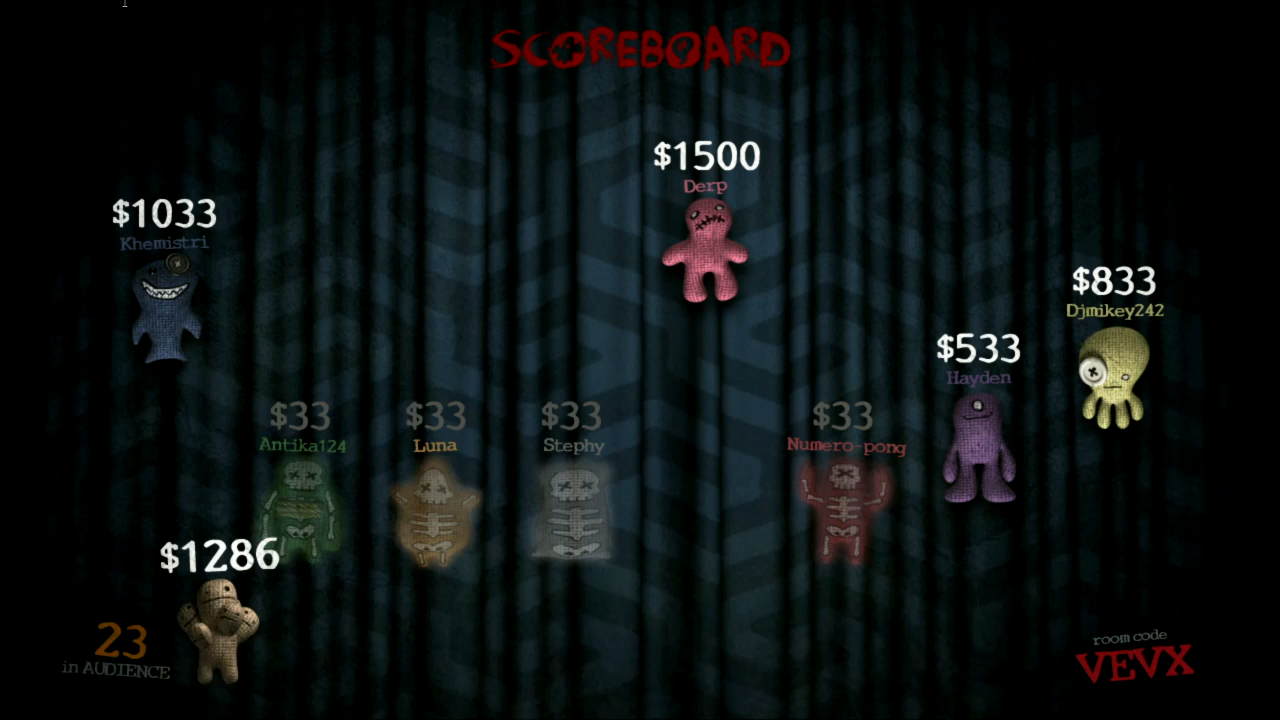 SCOREBOARD
$1500
Derp
$1033
Khemistri
$833
Djmikey242
$533
Hayden
$33
Antika124
$33
Luna
$33
Stephy
$33
Numero-pong
$1286
23
in AUDIENCE
room code
VEVX